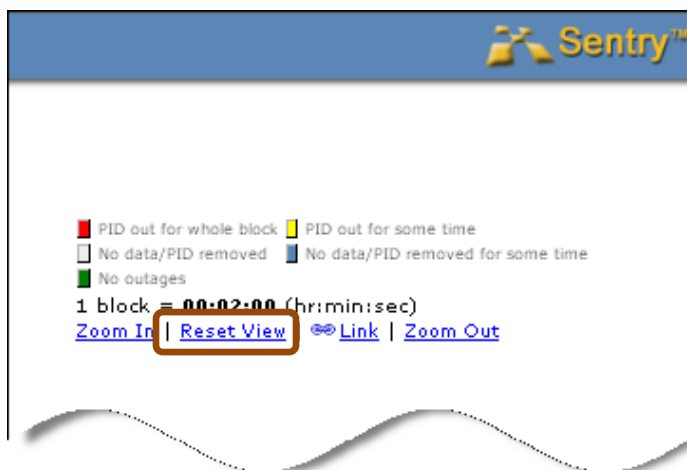 Sentry™
PID out for whole block PID out for some time
No data/PID removed No data/PID removed for some time
No outages
1 block = 00:02:00 (hr:min:sec)
Zoom In | Reset View | Link | Zoom Out